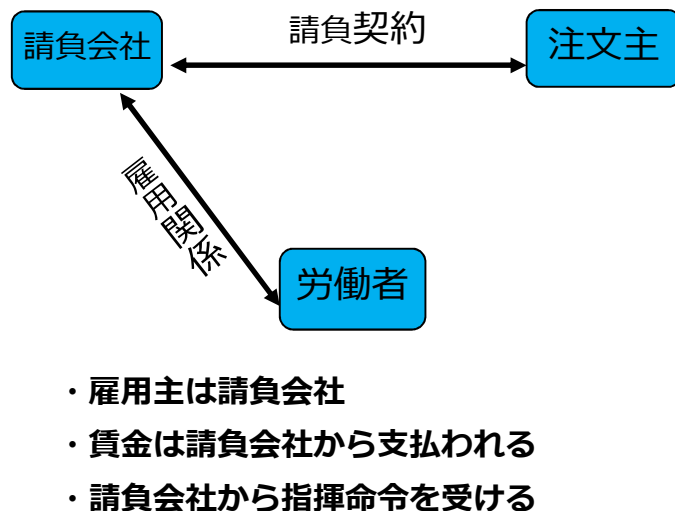 請負会社
請負契約
注文主
雇用関係
労働者
・雇用主は請負会社
・賃金は請負会社から支払われる
・請負会社から指揮命令を受ける